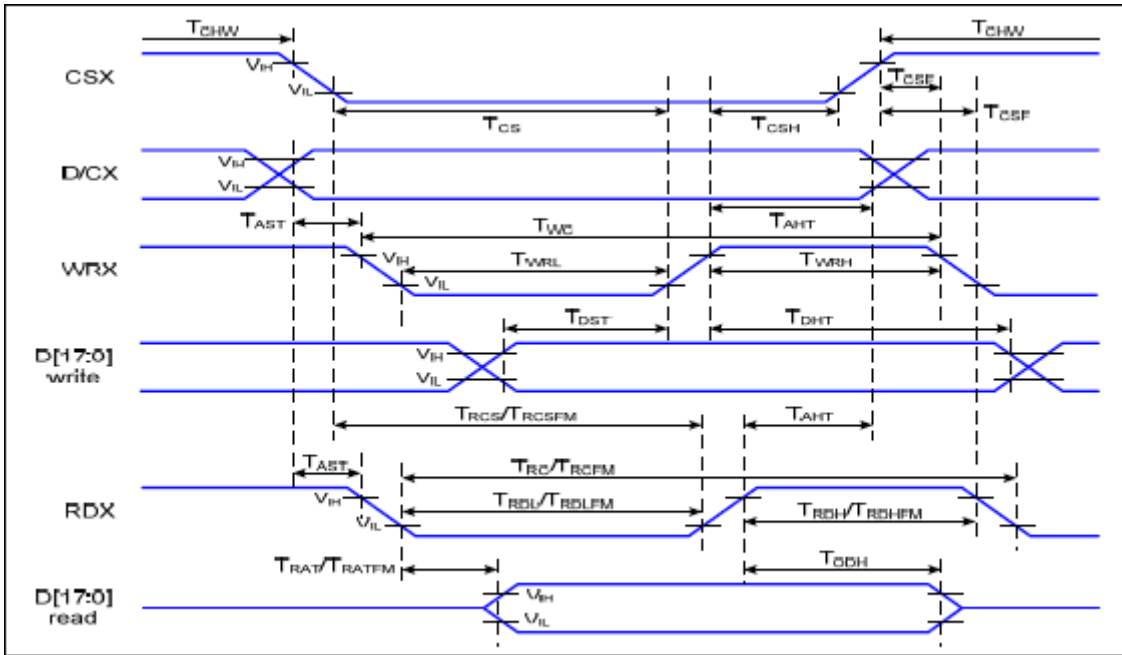 TCHW TCHW
VIH
CSX
TCSF
VIL
TCS TCSH TCSF
VIH
D/CX
VIL
TAST TWC TAHT
VIH TWRL TWRH
WRX
VIL
TDST TDHT
D[17:0] VIH
write VIL
TRCS/TRCSFM TAHT
TAST TRC/TRCFM
VIH TRDL/TRDLFM TRDH/TRDHFM
RDX
VIL
TRAT/TRATFM TODH
D[17:0] VIH
read VIL